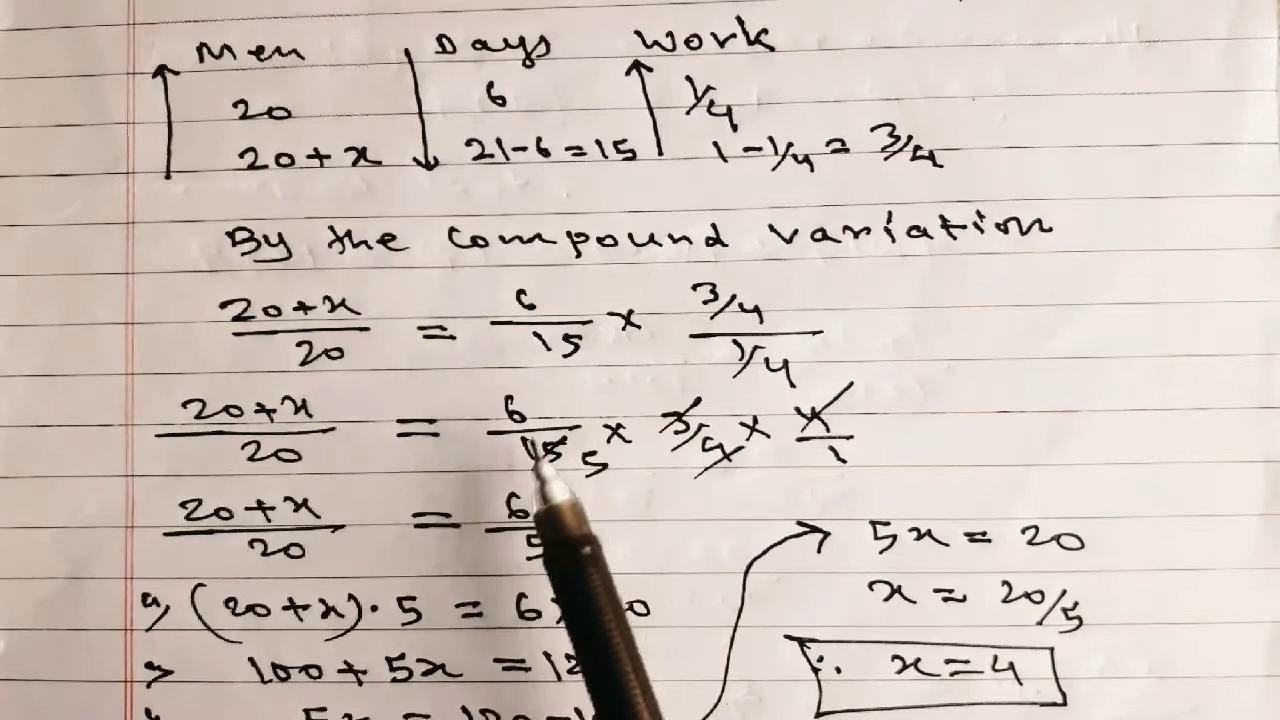 Men Days Work
20 6 1/4
20+x 21-6=15 1-1/4= 3/4
By the compound variation
20+x/20 = 6/15 × 3/4/1/4
20+x/20 = 6/15 5 × 3/4 × 4/1
20+x/20 = 6/5
(20+x)·5 = 6
100+5x =
5x =
5x = 20
x = 20/5
∴ x=4